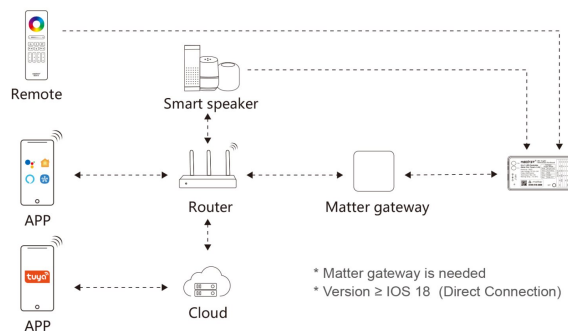 Remote
Smart speaker
APP
Router
Matter gateway
tuya
APP
Cloud
* Matter gateway is needed
* Version ≥ IOS 18 (Direct Connection)